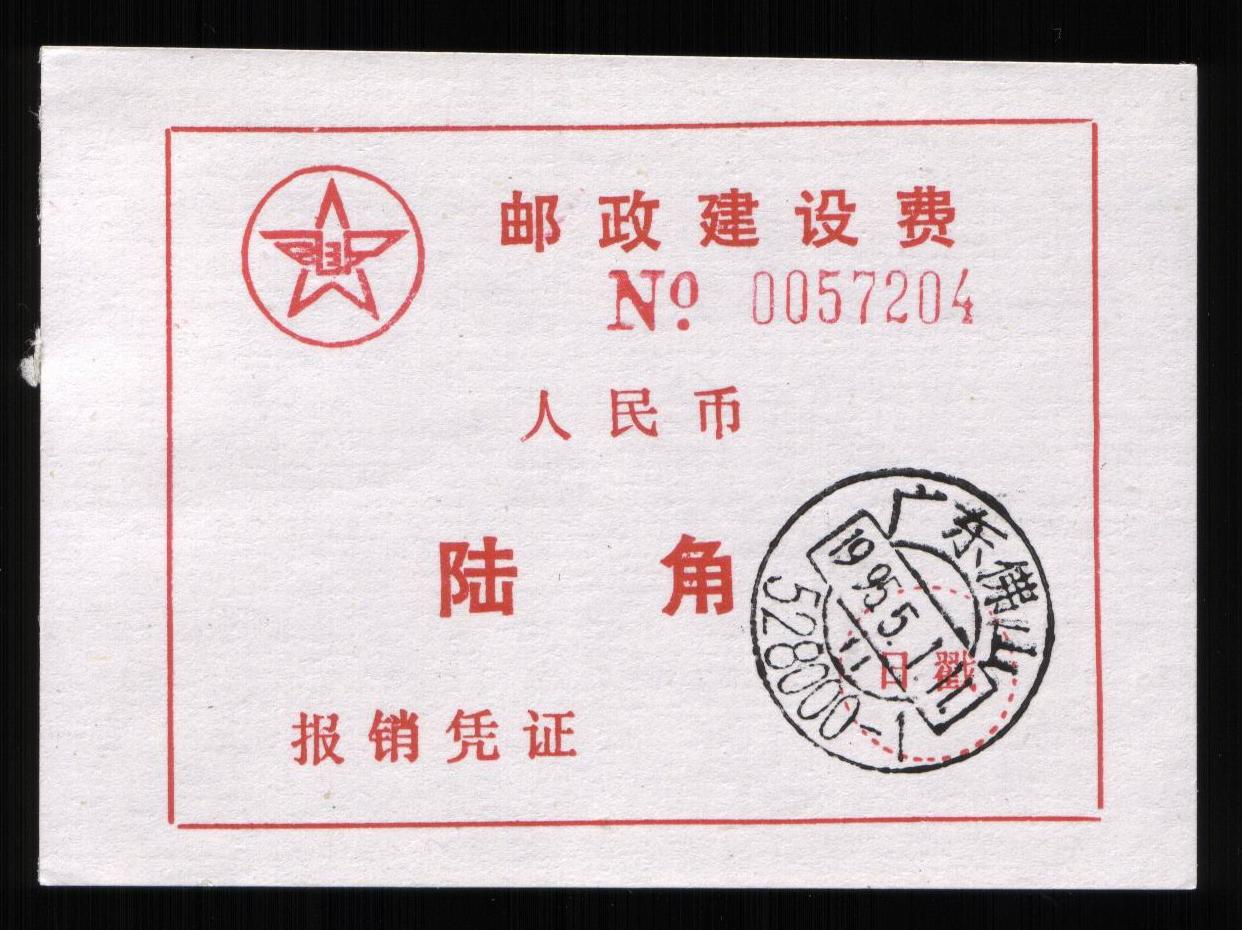 邮政建设费
No. 0057204
人民币
陆角
广东佛山
1995.5.11.
11
日戳
528000-1
报销凭证